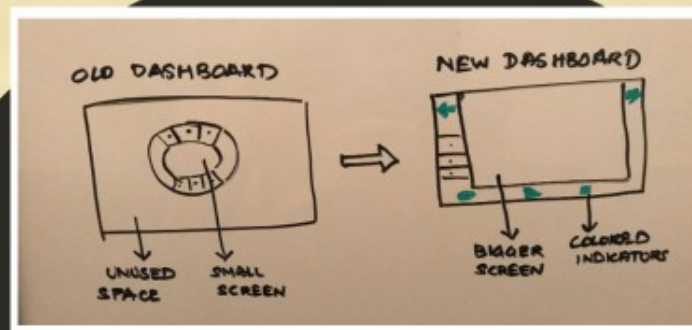 OLD DASHBOARD
NEW DASHBOARD
UNUSED
SPACE
SMALL
SCREEN
BIGGER
SCREEN
COLORED
INDICATORS